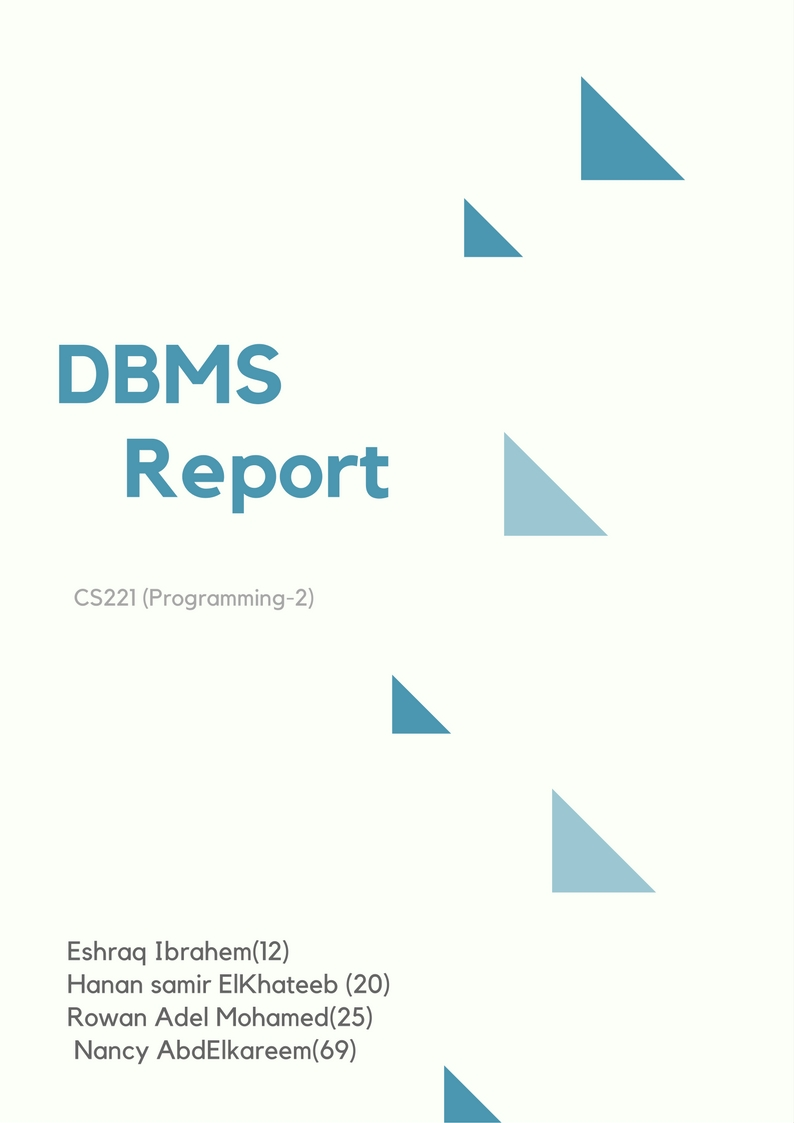 DBMS
Report
CS221 (Programming-2)
Eshraq Ibrahem(12)
Hanan samir ElKhateeb (20)
Rowan Adel Mohamed(25)
Nancy AbdElkareem(69)